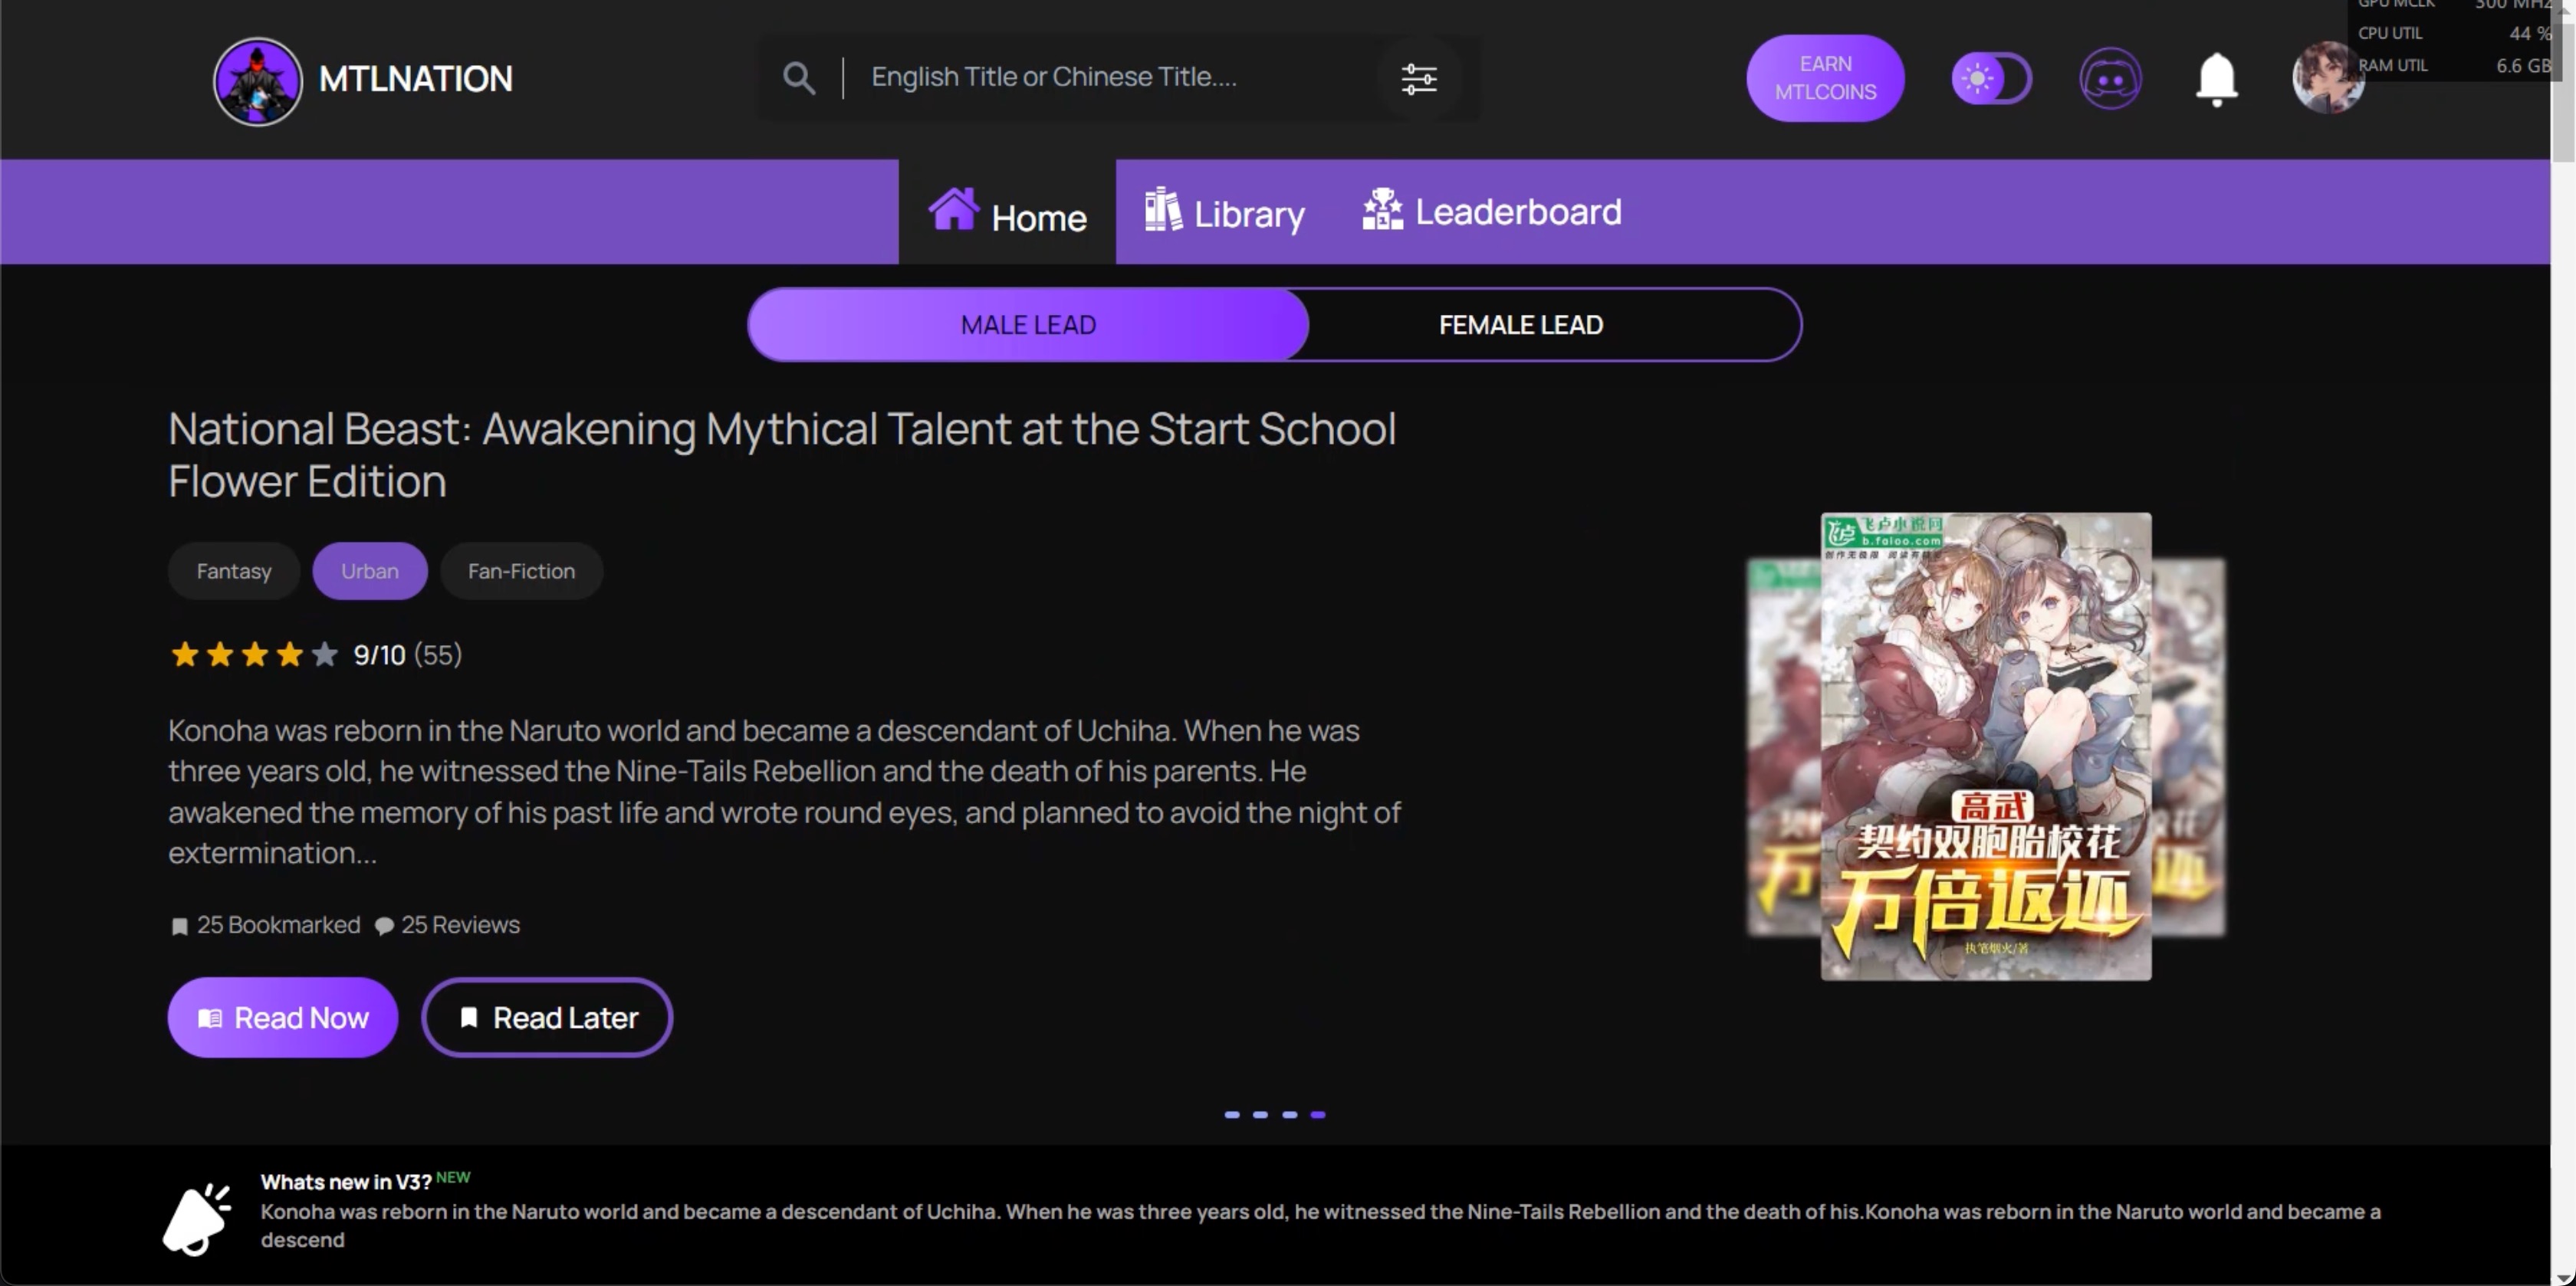 GPU MCLK 300 MHz
CPU UTIL 44 %
RAM UTIL 6.6 GB
MTLNATION
English Title or Chinese Title....
EARN
MTLCOINS
Home
Library
Leaderboard
MALE LEAD
FEMALE LEAD
National Beast: Awakening Mythical Talent at the Start School
Flower Edition
Fantasy
Urban
Fan-Fiction
9/10 (55)
Konoha was reborn in the Naruto world and became a descendant of Uchiha. When he was
three years old, he witnessed the Nine-Tails Rebellion and the death of his parents. He
awakened the memory of his past life and wrote round eyes, and planned to avoid the night of
extermination...
25 Bookmarked 25 Reviews
Read Now
Read Later
飞卢小说网
b.faloo.com
高武
契约双胞胎校花
万倍返还
执笔烟火/著
Whats new in V3? NEW
Konoha was reborn in the Naruto world and became a descendant of Uchiha. When he was three years old, he witnessed the Nine-Tails Rebellion and the death of his.Konoha was reborn in the Naruto world and became a
descend